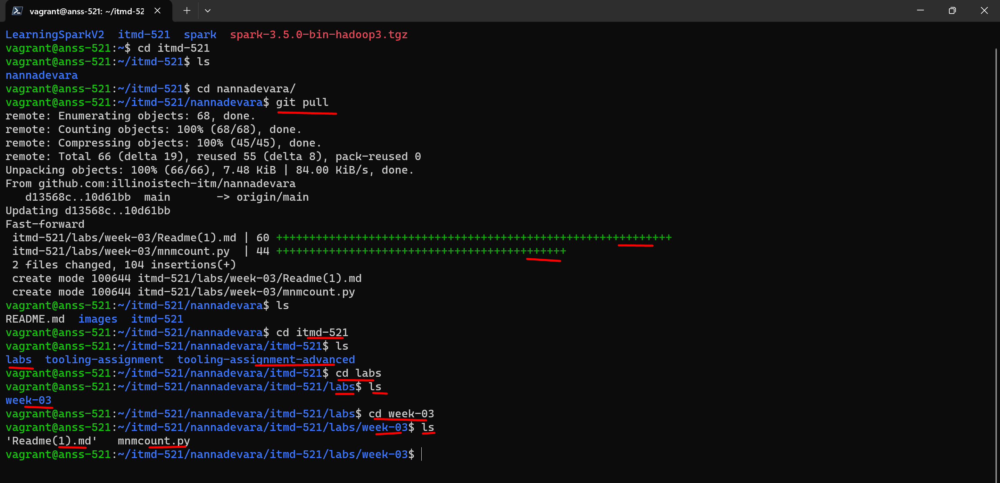 vagrant@anss-521: ~/itmd-52
LearningSparkV2  itmd-521  spark  spark-3.5.0-bin-hadoop3.tgz
vagrant@anss-521:~$ cd itmd-521
vagrant@anss-521:~/itmd-521$ ls
nannadevara
vagrant@anss-521:~/itmd-521$ cd nannadevara/
vagrant@anss-521:~/itmd-521/nannadevara$ git pull
remote: Enumerating objects: 68, done.
remote: Counting objects: 100% (68/68), done.
remote: Compressing objects: 100% (45/45), done.
remote: Total 66 (delta 19), reused 55 (delta 8), pack-reused 0
Unpacking objects: 100% (66/66), 7.48 KiB | 84.00 KiB/s, done.
From github.com:illinoistech-itm/nannadevara
   d13568c..10d61bb  main       -> origin/main
Updating d13568c..10d61bb
Fast-forward
 itmd-521/labs/week-03/Readme(1).md | 60 ++++++++++++++++++++++++++++++++++++++++++++++++++++++++++++
 itmd-521/labs/week-03/mnmcount.py  | 44 ++++++++++++++++++++++++++++++++++++++++++++
 2 files changed, 104 insertions(+)
 create mode 100644 itmd-521/labs/week-03/Readme(1).md
 create mode 100644 itmd-521/labs/week-03/mnmcount.py
vagrant@anss-521:~/itmd-521/nannadevara$ ls
README.md  images  itmd-521
vagrant@anss-521:~/itmd-521/nannadevara$ cd itmd-521
vagrant@anss-521:~/itmd-521/nannadevara/itmd-521$ ls
labs  tooling-assignment  tooling-assignment-advanced
vagrant@anss-521:~/itmd-521/nannadevara/itmd-521$ cd labs
vagrant@anss-521:~/itmd-521/nannadevara/itmd-521/labs$ ls
week-03
vagrant@anss-521:~/itmd-521/nannadevara/itmd-521/labs$ cd week-03
vagrant@anss-521:~/itmd-521/nannadevara/itmd-521/labs/week-03$ ls
'Readme(1).md'   mnmcount.py
vagrant@anss-521:~/itmd-521/nannadevara/itmd-521/labs/week-03$